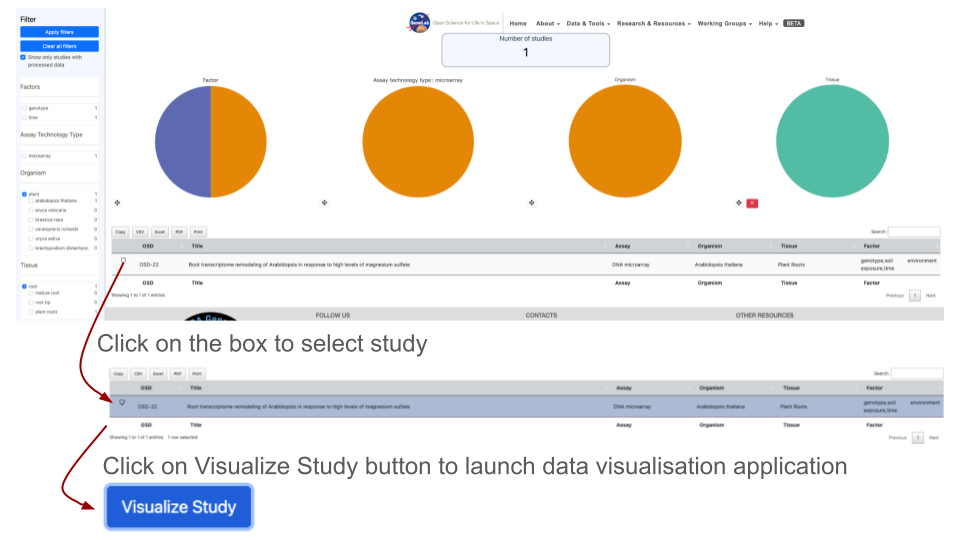 Filter
Apply filters
Clear all filters
Show only studies with
processed data
Factors
genotype 1
time 1
Assay Technology Type
microarray 1
Organism
plant 1
arabidopsis thaliana 1
eruca vesicaria 0
brassica rapa 0
ceratopteris richardii 0
oryza sativa 0
brachypodium distachyon 0
Tissue
root 1
mature root 0
root tip 0
plant roots 1
GeneLab
Open Science for Life in Space
Home About Data & Tools Research & Resources Working Groups Help BETA
Number of studies
1
Factor
Assay technology type: microarray
Organism
Tissue
Copy CSV Excel PDF Print
Search:
OSD Title Assay Organism Tissue Factor
OSD-22 Root transcriptome remodeling of Arabidopsis in response to high levels of magnesium sulfate DNA microarray Arabidopsis thaliana Plant Roots genotype,soil environment
exposure,time
OSD Title Assay Organism Tissue Factor
Showing 1 to 1 of 1 entries
Previous 1 Next
FOLLOW US
CONTACTS
OTHER RESOURCES
Click on the box to select study
Copy CSV Excel PDF Print
Search:
OSD Title Assay Organism Tissue Factor
OSD-22 Root transcriptome remodeling of Arabidopsis in response to high levels of magnesium sulfate DNA microarray Arabidopsis thaliana Plant Roots genotype,soil environment
exposure,time
OSD Title Assay Organism Tissue Factor
Showing 1 to 1 of 1 entries 1 row selected
Previous 1 Next
Click on Visualize Study button to launch data visualisation application
Visualize Study